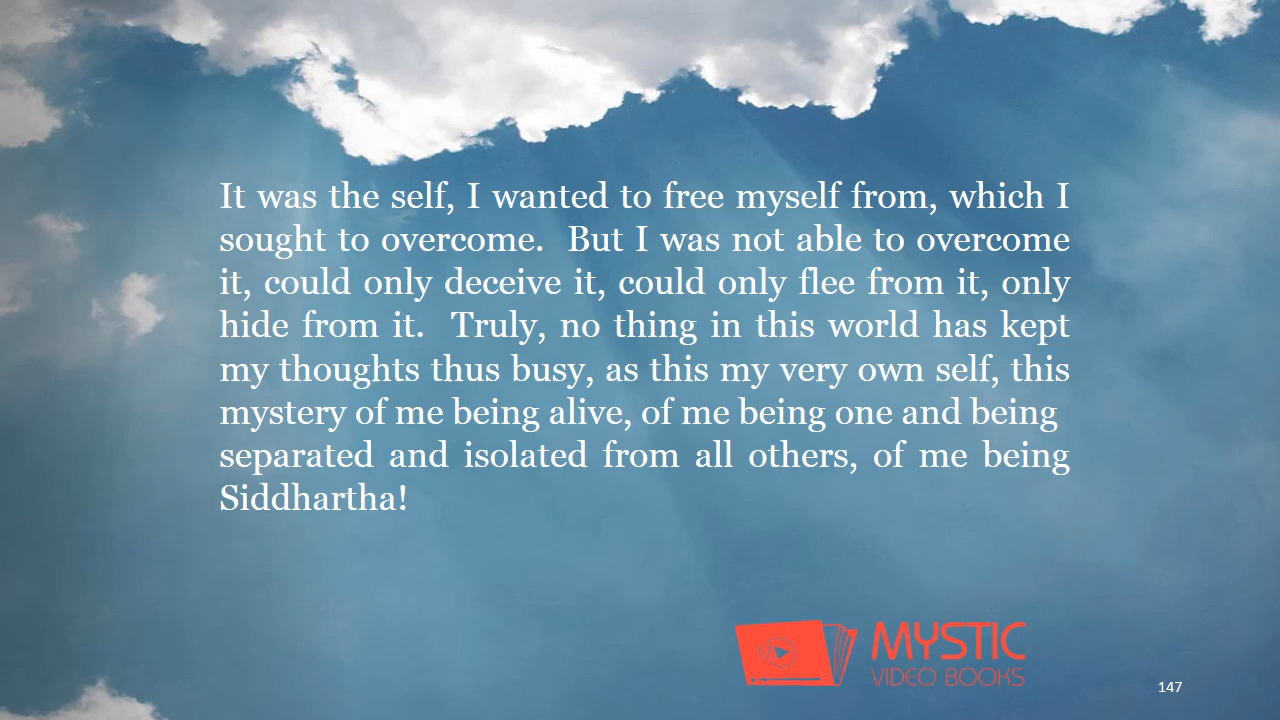 It was the self, I wanted to free myself from, which I
sought to overcome.  But I was not able to overcome
it, could only deceive it, could only flee from it, only
hide from it.  Truly, no thing in this world has kept
my thoughts thus busy, as this my very own self, this
mystery of me being alive, of me being one and being
separated and isolated from all others, of me being
Siddhartha!
MYSTIC
VIDEO BOOKS
147